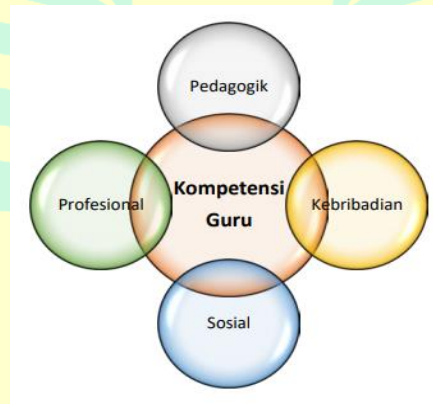 Pedagogik
Profesional
Kompetensi
Guru
Kebribadian
Sosial